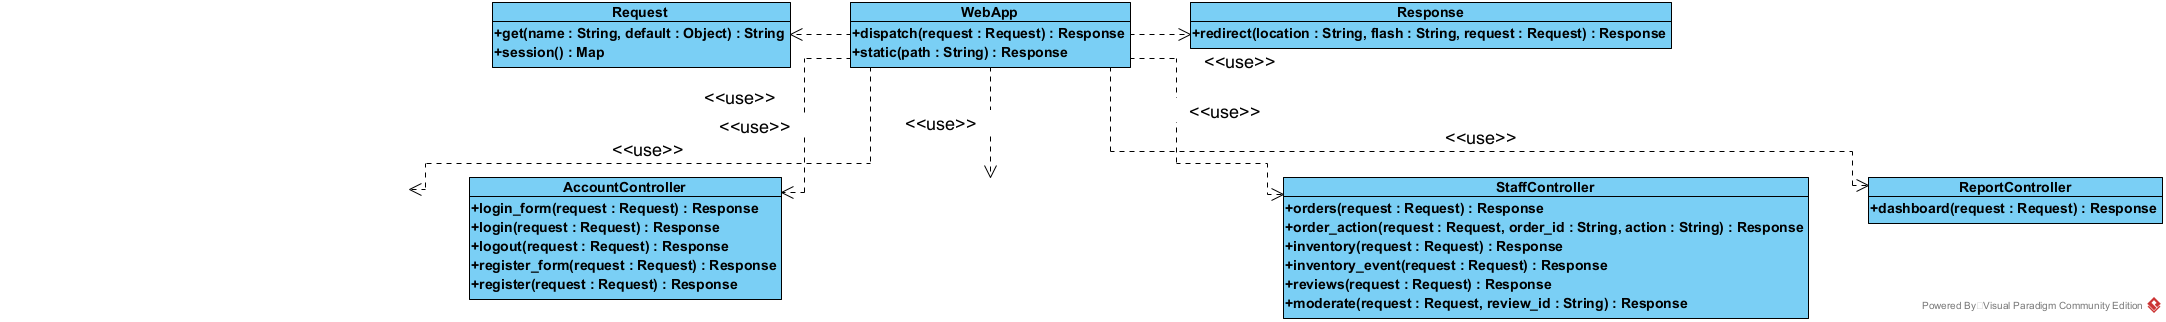 Request
+get(name : String, default : Object) : String
+session() : Map
WebApp
+dispatch(request : Request) : Response
+static(path : String) : Response
Response
+redirect(location : String, flash : String, request : Request) : Response
<<use>>
<<use>>
<<use>>
<<use>>
<<use>>
<<use>>
<<use>>
AccountController
+login_form(request : Request) : Response
+login(request : Request) : Response
+logout(request : Request) : Response
+register_form(request : Request) : Response
+register(request : Request) : Response
StaffController
+orders(request : Request) : Response
+order_action(request : Request, order_id : String, action : String) : Response
+inventory(request : Request) : Response
+inventory_event(request : Request) : Response
+reviews(request : Request) : Response
+moderate(request : Request, review_id : String) : Response
ReportController
+dashboard(request : Request) : Response
Powered By Visual Paradigm Community Edition